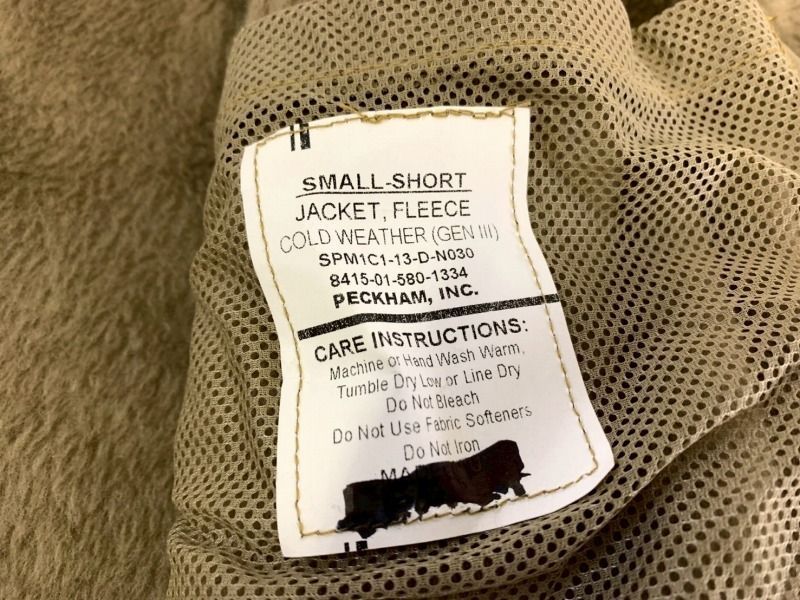 SMALL-SHORT
JACKET, FLEECE
COLD WEATHER (GEN III)
SPM1C1-13-D-N030
8415-01-580-1334
PECKHAM, INC.
CARE INSTRUCTIONS:
Machine or Hand Wash Warm,
Tumble Dry Low or Line Dry
Do Not Bleach
Do Not Use Fabric Softeners
Do Not Iron